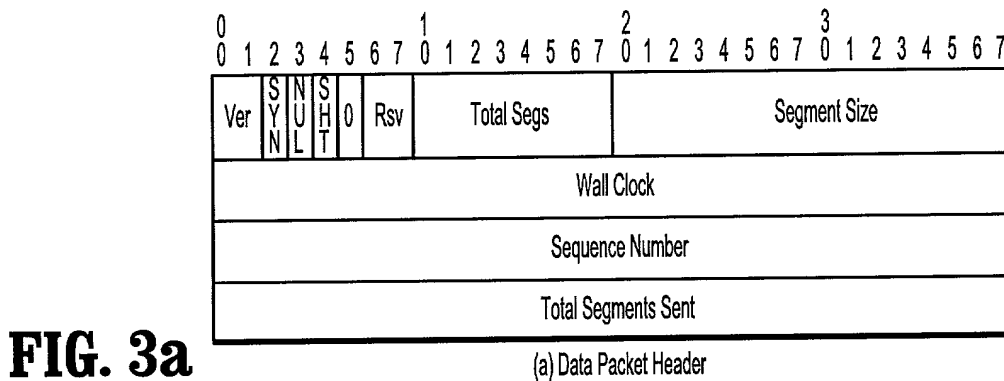 0 1 2 3
0 1 2 3 4 5 6 7 0 1 2 3 4 5 6 7 0 1 2 3 4 5 6 7 0 1 2 3 4 5 6 7
Ver SYN NUL SHT 0 Rsv Total Segs Segment Size
Wall Clock
Sequence Number
Total Segments Sent
FIG. 3a
(a) Data Packet Header